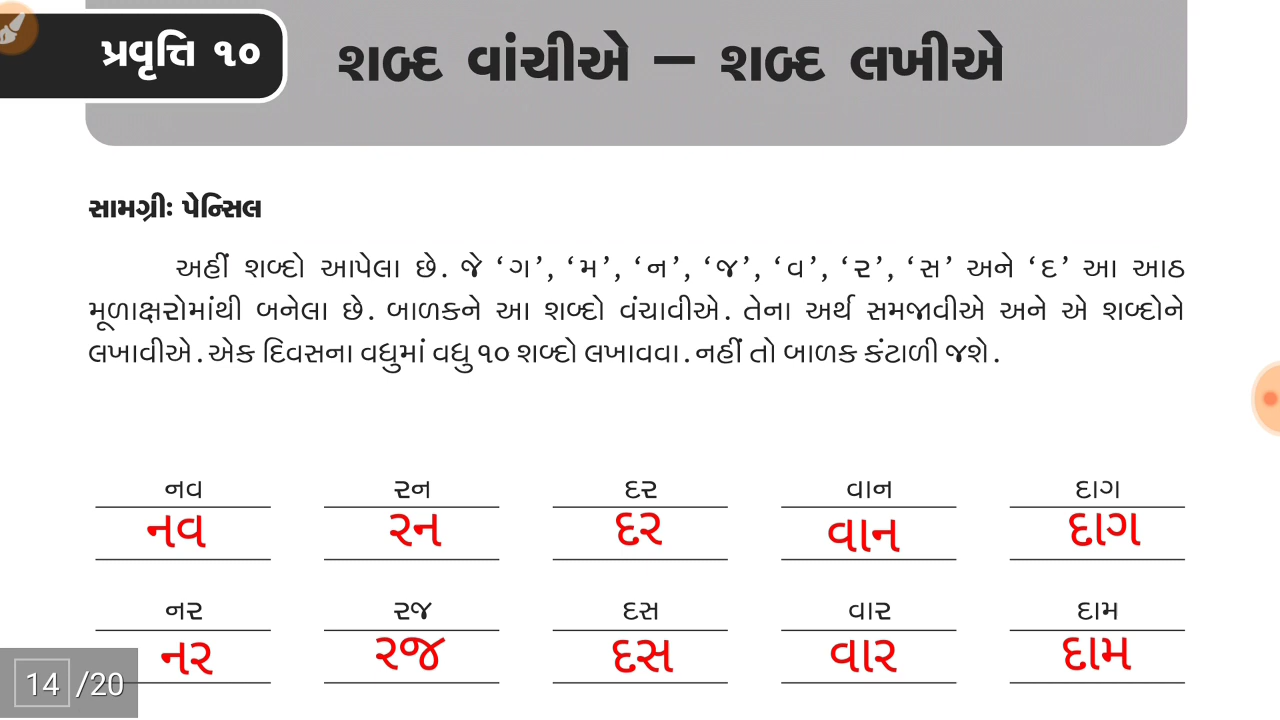 પ્રવૃત્તિ ૧૦
શબ્દ વાંચીએ – શબ્દ લખીએ
સામગ્રીઃ પેન્સિલ
અહીં શબ્દો આપેલા છે. જે ‘ગ’, ‘મ’, ‘ન’, ‘જ’, ‘વ’, ‘ર’, ‘સ’ અને ‘દ’ આ આઠ
મૂળાક્ષરોમાંથી બનેલા છે. બાળકને આ શબ્દો વંચાવીએ. તેના અર્થ સમજાવીએ અને એ શબ્દોને
લખાવીએ. એક દિવસના વધુમાં વધુ ૧૦ શબ્દો લખાવવા. નહીં તો બાળક કંટાળી જશે.
નવ રન દર વાન દાગ
નવ રન દર વાન દાગ
નર રજ દસ વાર દામ
નર રજ દસ વાર દામ
14 /20